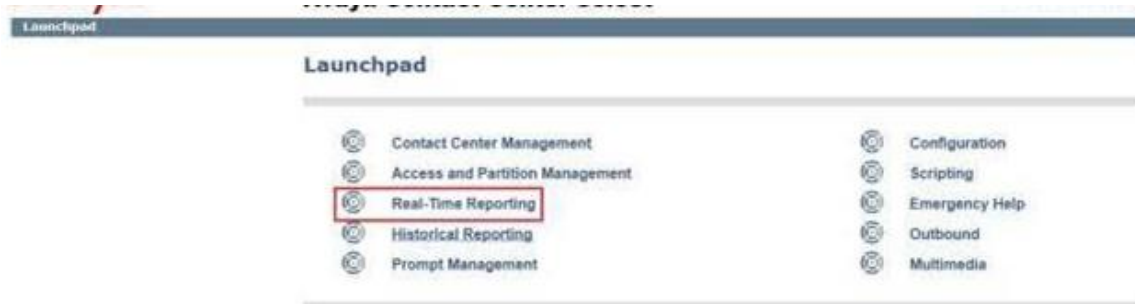 Launchpad
Launchpad
Contact Center Management
Access and Partition Management
Real-Time Reporting
Historical Reporting
Prompt Management
Configuration
Scripting
Emergency Help
Outbound
Multimedia